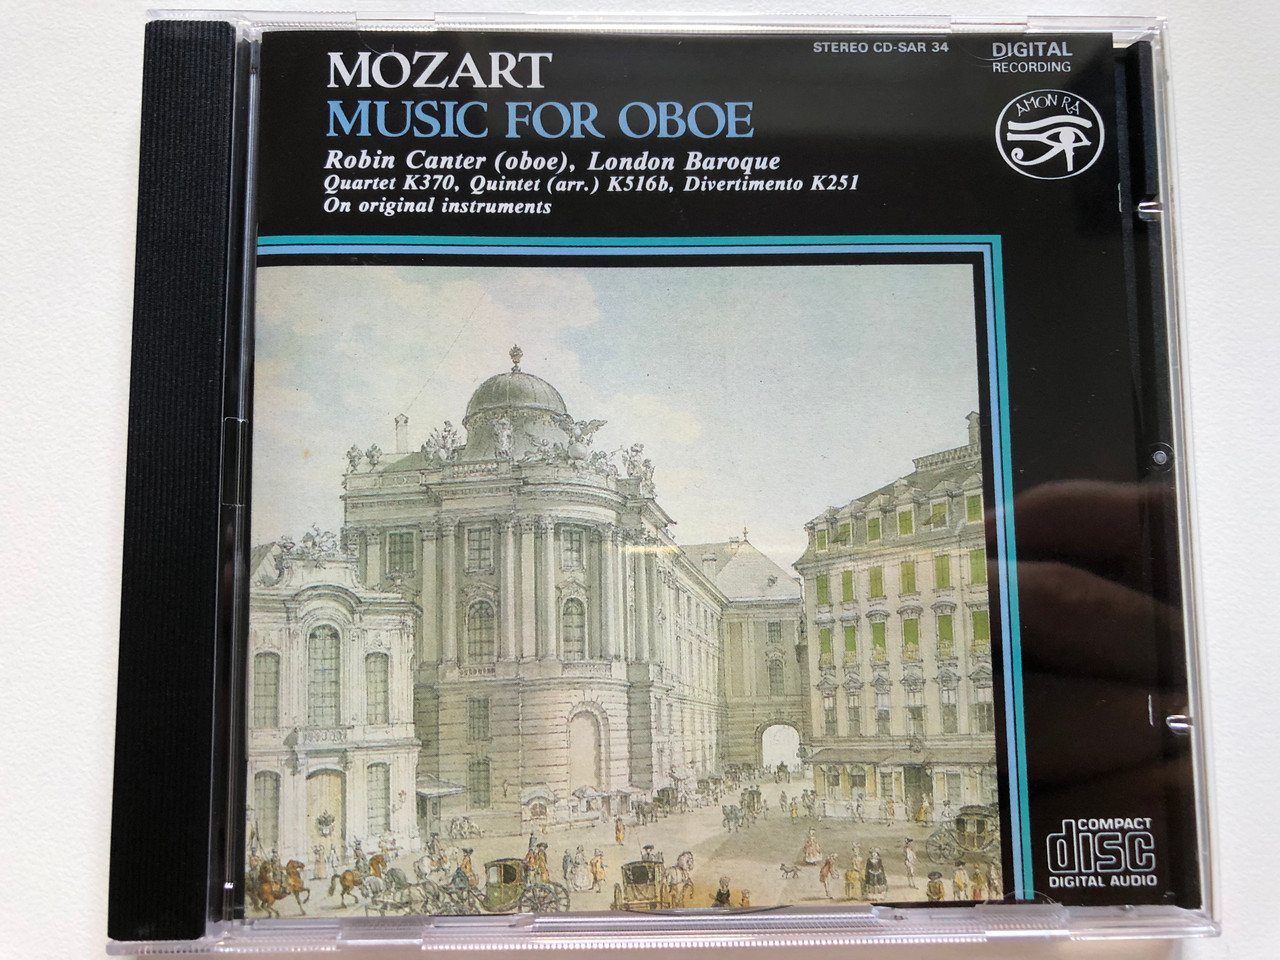 MOZART
MUSIC FOR OBOE
Robin Canter (oboe), London Baroque
Quartet K370, Quintet (arr.) K516b, Divertimento K251
On original instruments
STEREO CD-SAR 34
DIGITAL
RECORDING
AMON RA
COMPACT
disc
DIGITAL AUDIO